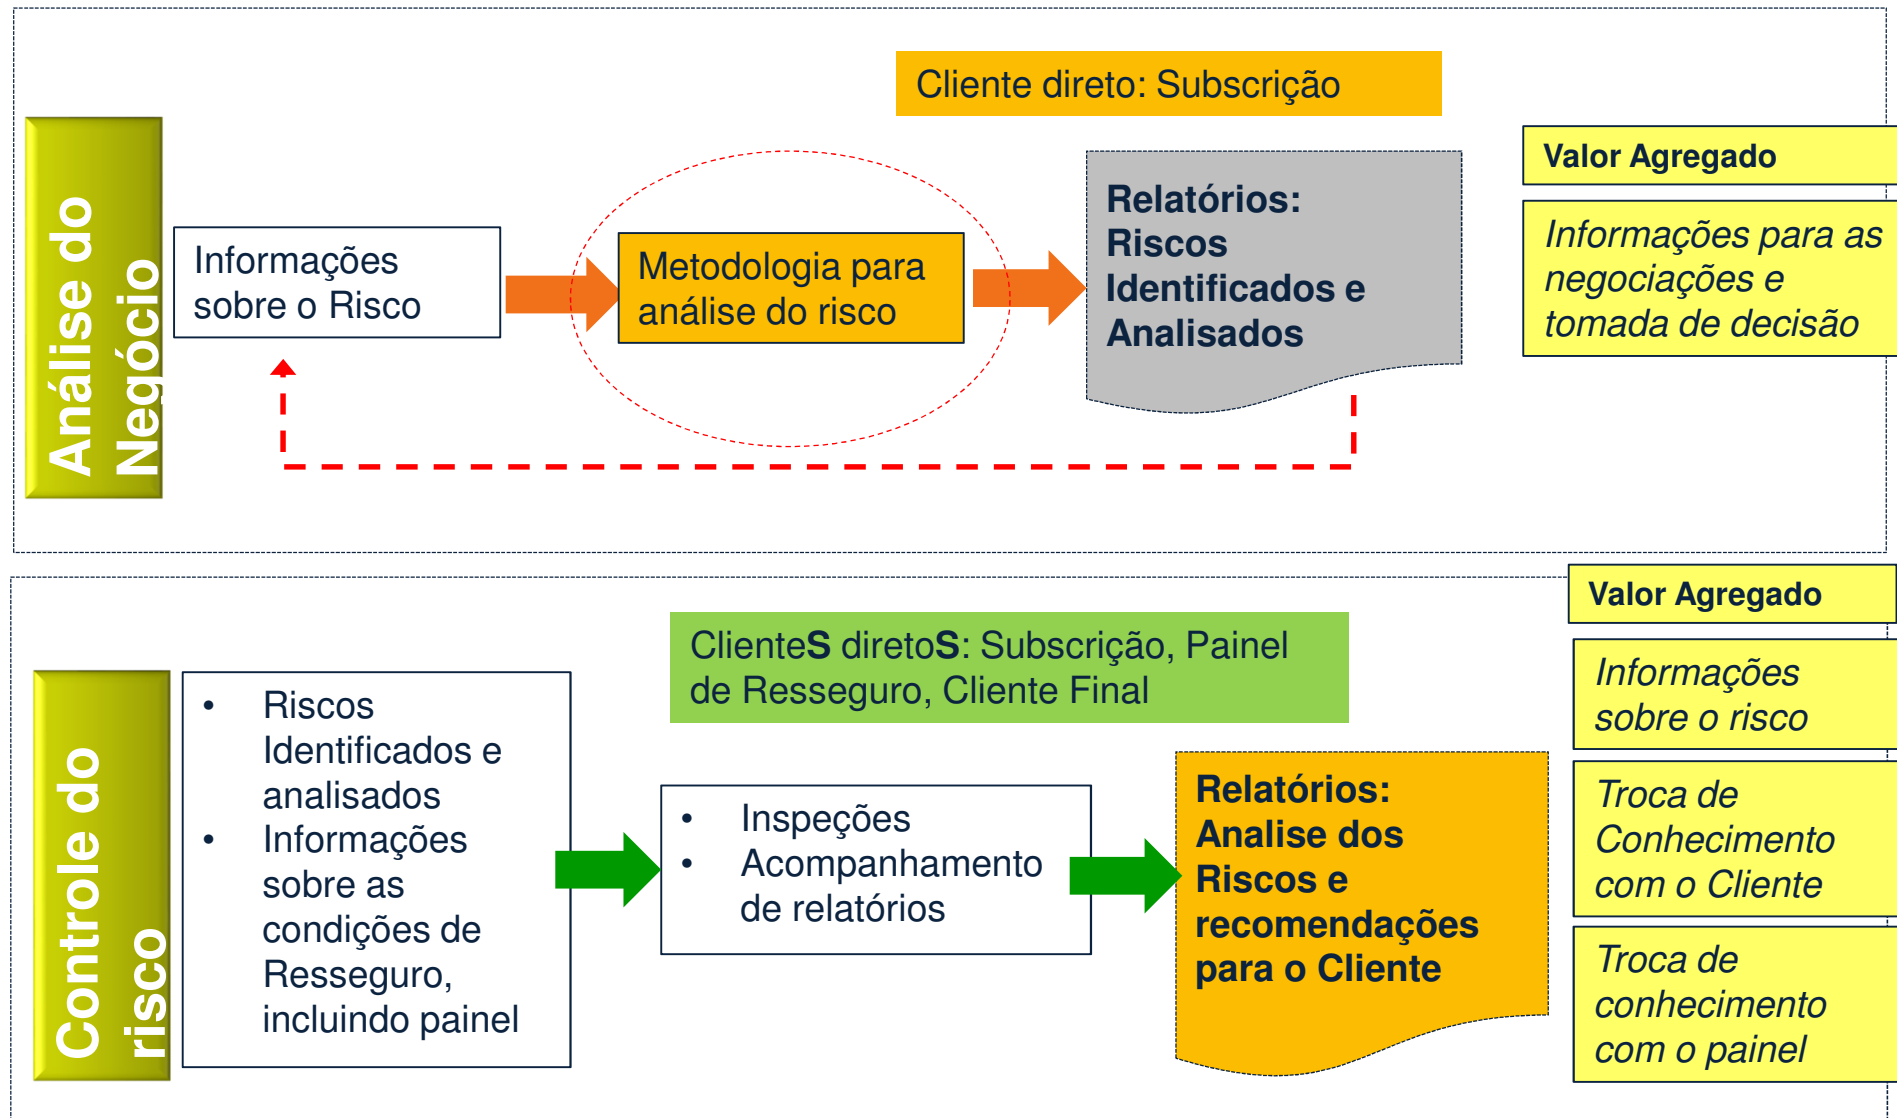 Cliente direto: Subscrição
Análise do
Negócio
Informações
sobre o Risco
Metodologia para
análise do risco
Relatórios:
Riscos
Identificados e
Analisados
Valor Agregado
Informações para as
negociações e
tomada de decisão
Controle do
risco
• Riscos
Identificados e
analisados
• Informações
sobre as
condições de
Resseguro,
incluindo painel
ClienteS diretoS: Subscrição, Painel
de Resseguro, Cliente Final
• Inspeções
• Acompanhamento
de relatórios
Relatórios:
Analise dos
Riscos e
recomendações
para o Cliente
Valor Agregado
Informações
sobre o risco
Troca de
Conhecimento
com o Cliente
Troca de
conhecimento
com o painel